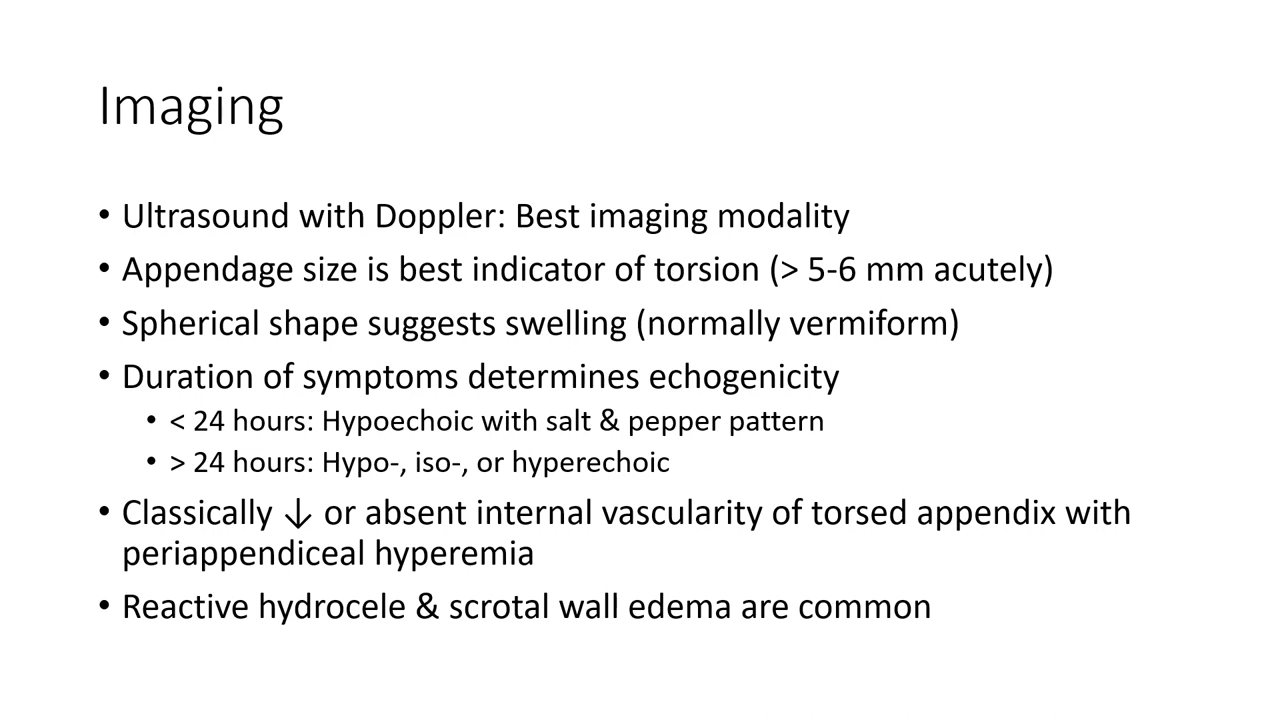 Imaging
• Ultrasound with Doppler: Best imaging modality
• Appendage size is best indicator of torsion (> 5-6 mm acutely)
• Spherical shape suggests swelling (normally vermiform)
• Duration of symptoms determines echogenicity
• < 24 hours: Hypoechoic with salt & pepper pattern
• > 24 hours: Hypo-, iso-, or hyperechoic
• Classically ↓ or absent internal vascularity of torsed appendix with
periappendiceal hyperemia
• Reactive hydrocele & scrotal wall edema are common